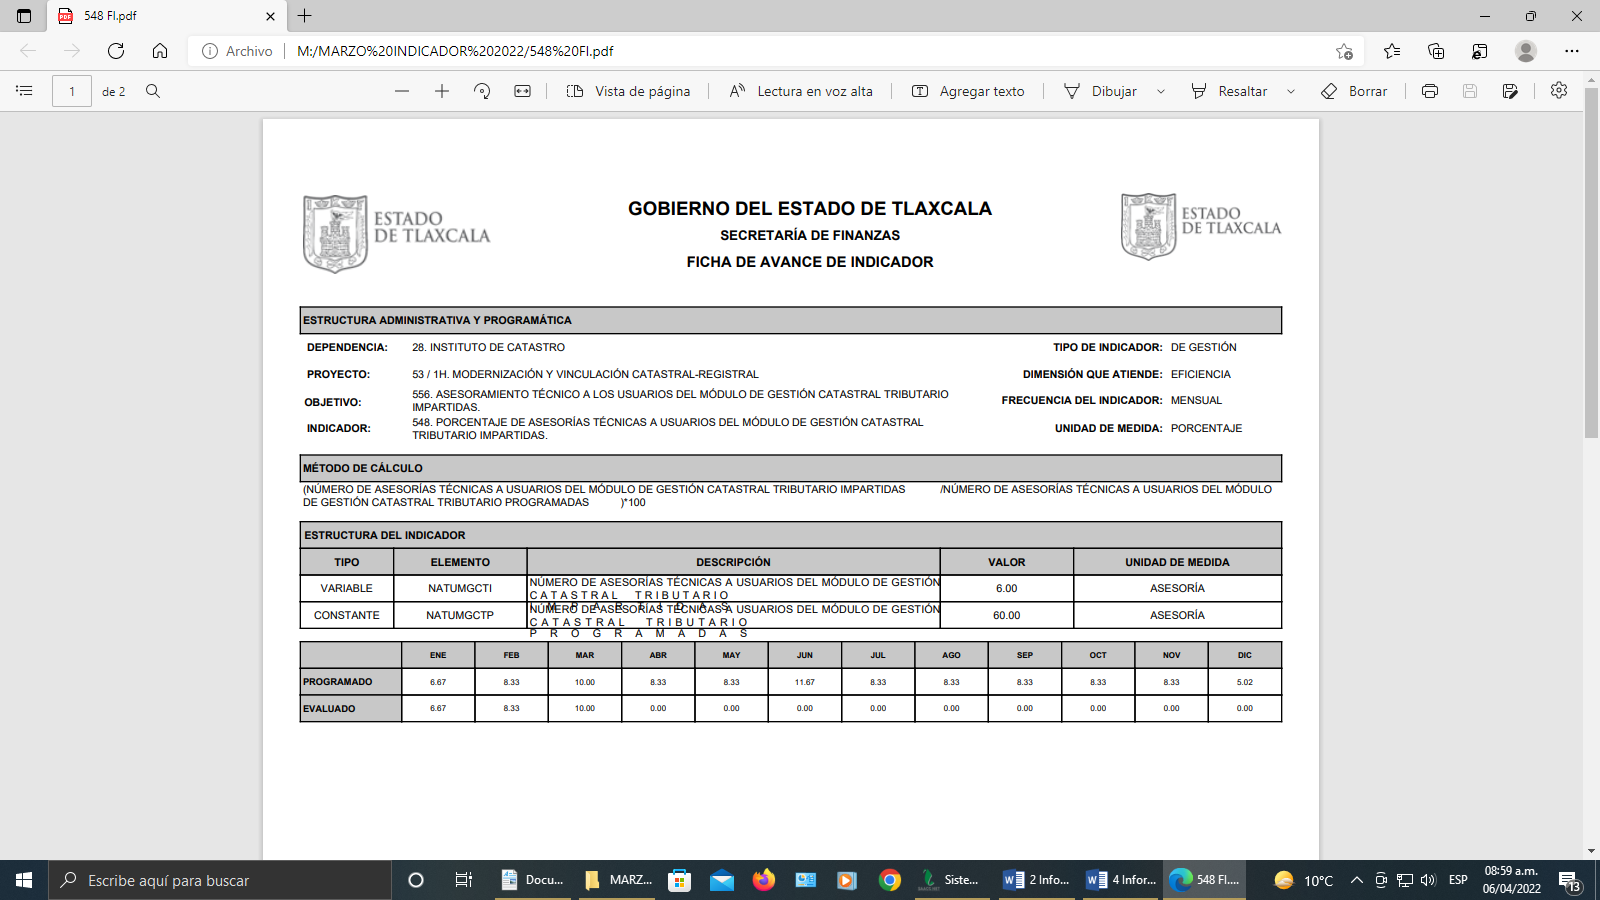 548 FI.pdf
Archivo
M:/MARZO%20INDICADOR%202022/548%20FI.pdf
1
de 2
Vista de página
Lectura en voz alta
Agregar texto
Dibujar
Resaltar
Borrar
ESTADO DE TLAXCALA
GOBIERNO DEL ESTADO DE TLAXCALA
SECRETARÍA DE FINANZAS
FICHA DE AVANCE DE INDICADOR
ESTADO DE TLAXCALA
ESTRUCTURA ADMINISTRATIVA Y PROGRAMÁTICA
DEPENDENCIA: 28. INSTITUTO DE CATASTRO TIPO DE INDICADOR: DE GESTIÓN
PROYECTO: 53 / 1H. MODERNIZACIÓN Y VINCULACIÓN CATASTRAL-REGISTRAL DIMENSIÓN QUE ATIENDE: EFICIENCIA
OBJETIVO: 556. ASESORAMIENTO TÉCNICO A LOS USUARIOS DEL MÓDULO DE GESTIÓN CATASTRAL TRIBUTARIO
IMPARTIDAS. FRECUENCIA DEL INDICADOR: MENSUAL
INDICADOR: 548. PORCENTAJE DE ASESORÍAS TÉCNICAS A USUARIOS DEL MÓDULO DE GESTIÓN CATASTRAL
TRIBUTARIO IMPARTIDAS. UNIDAD DE MEDIDA: PORCENTAJE
MÉTODO DE CÁLCULO
(NÚMERO DE ASESORÍAS TÉCNICAS A USUARIOS DEL MÓDULO DE GESTIÓN CATASTRAL TRIBUTARIO IMPARTIDAS /NÚMERO DE ASESORÍAS TÉCNICAS A USUARIOS DEL MÓDULO
DE GESTIÓN CATASTRAL TRIBUTARIO PROGRAMADAS )*100
ESTRUCTURA DEL INDICADOR
TIPO ELEMENTO DESCRIPCIÓN VALOR UNIDAD DE MEDIDA
VARIABLE NATUMGCTI NÚMERO DE ASESORÍAS TÉCNICAS A USUARIOS DEL MÓDULO DE GESTIÓN 6.00 ASESORÍA
CATASTRAL TRIBUTARIO
IMPARTIDAS
CONSTANTE NATUMGCTP NÚMERO DE ASESORÍAS TÉCNICAS A USUARIOS DEL MÓDULO DE GESTIÓN 60.00 ASESORÍA
CATASTRAL TRIBUTARIO
PROGRAMADAS
ENE FEB MAR ABR MAY JUN JUL AGO SEP OCT NOV DIC
PROGRAMADO 6.67 8.33 10.00 8.33 8.33 11.67 8.33 8.33 8.33 8.33 8.33 5.02
EVALUADO 6.67 8.33 10.00 0.00 0.00 0.00 0.00 0.00 0.00 0.00 0.00 0.00
Escribe aquí para buscar
Docu...
MARZ...
Siste...
2 Info...
4 Infor...
548 FI....
10°C
ESP
08:59 a.m.
06/04/2022
13